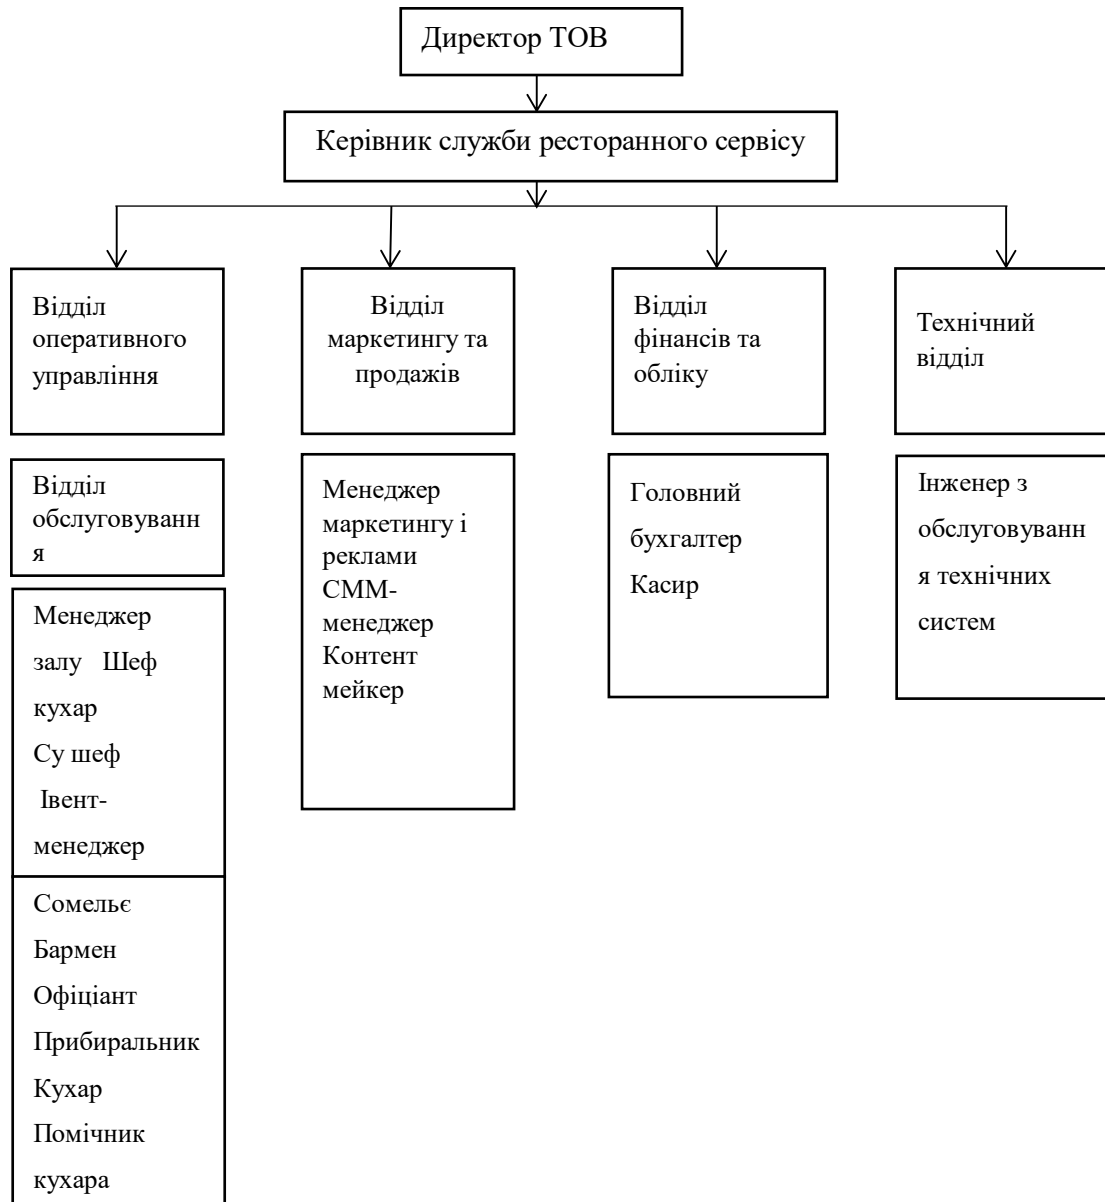 Директор ТОВ
Керівник служби ресторанного сервісу
Відділ
оперативного
управління
Відділ
маркетингу та
продажів
Відділ
фінансів та
обліку
Технічний
відділ
Відділ
обслуговуванн
я
Менеджер
залу Шеф
кухар
Су шеф
Івент-
менеджер
Сомельє
Бармен
Офіціант
Прибиральник
Кухар
Помічник
кухара
Менеджер
маркетингу і
реклами
СММ-
менеджер
Контент
мейкер
Головний
бухгалтер
Касир
Інженер з
обслуговуванн
я технічних
систем